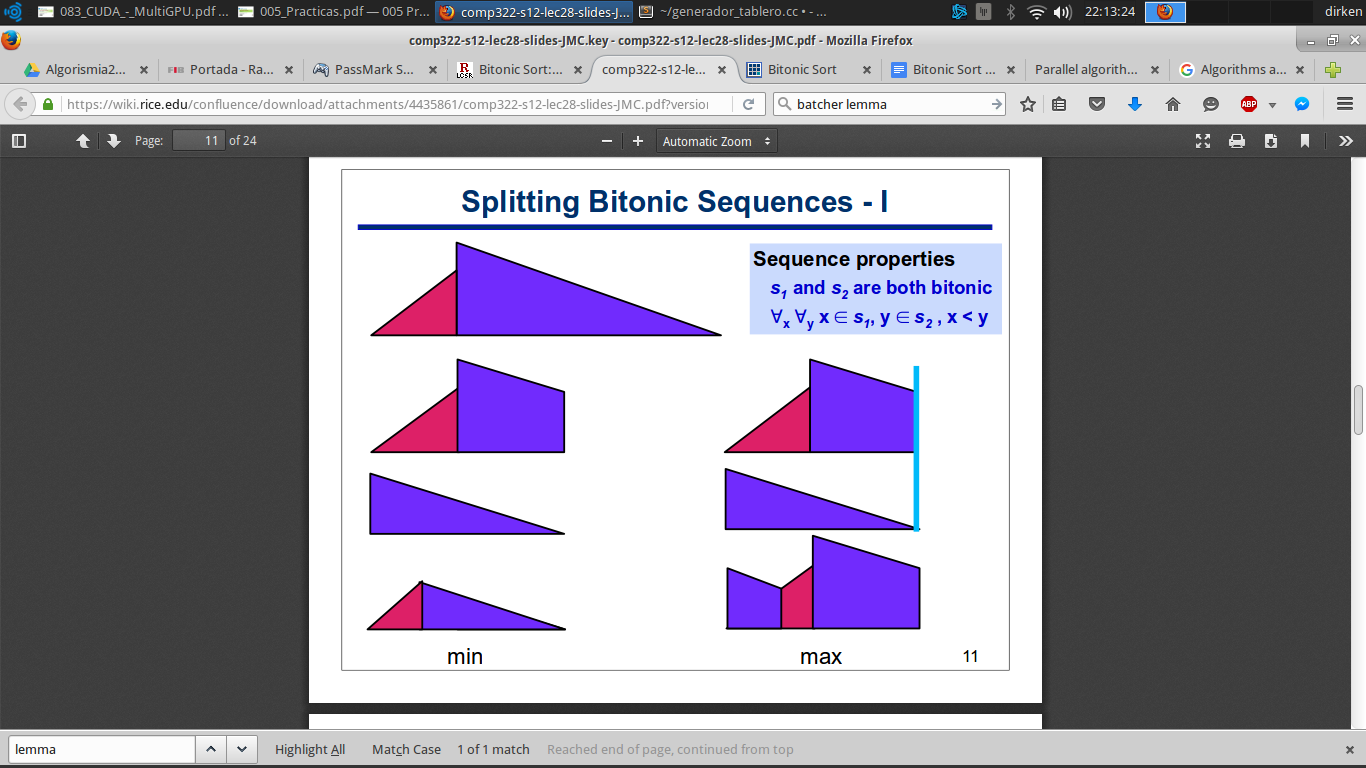 083_CUDA_-_MultiGPU.pdf ...
005_Practicas.pdf — 005 Pr...
comp322-s12-lec28-slides-J...
~/generador_tablero.cc • - ...
22:13:24
dirken
comp322-s12-lec28-slides-JMC.key - comp322-s12-lec28-slides-JMC.pdf - Mozilla Firefox
Algorismia2...
Portada - Ra...
PassMark S...
Bitonic Sort:...
comp322-s12-le...
Bitonic Sort
Bitonic Sort ...
Parallel algorith...
Algorithms a...
https://wiki.rice.edu/confluence/download/attachments/4435861/comp322-s12-lec28-slides-JMC.pdf?version
batcher lemma
ABP
Page:
11
of 24
Automatic Zoom
Splitting Bitonic Sequences - I
Sequence properties
s1 and s2 are both bitonic
∀x ∀y x ∈ s1, y ∈ s2 , x < y
min
max
11
lemma
Highlight All
Match Case
1 of 1 match
Reached end of page, continued from top